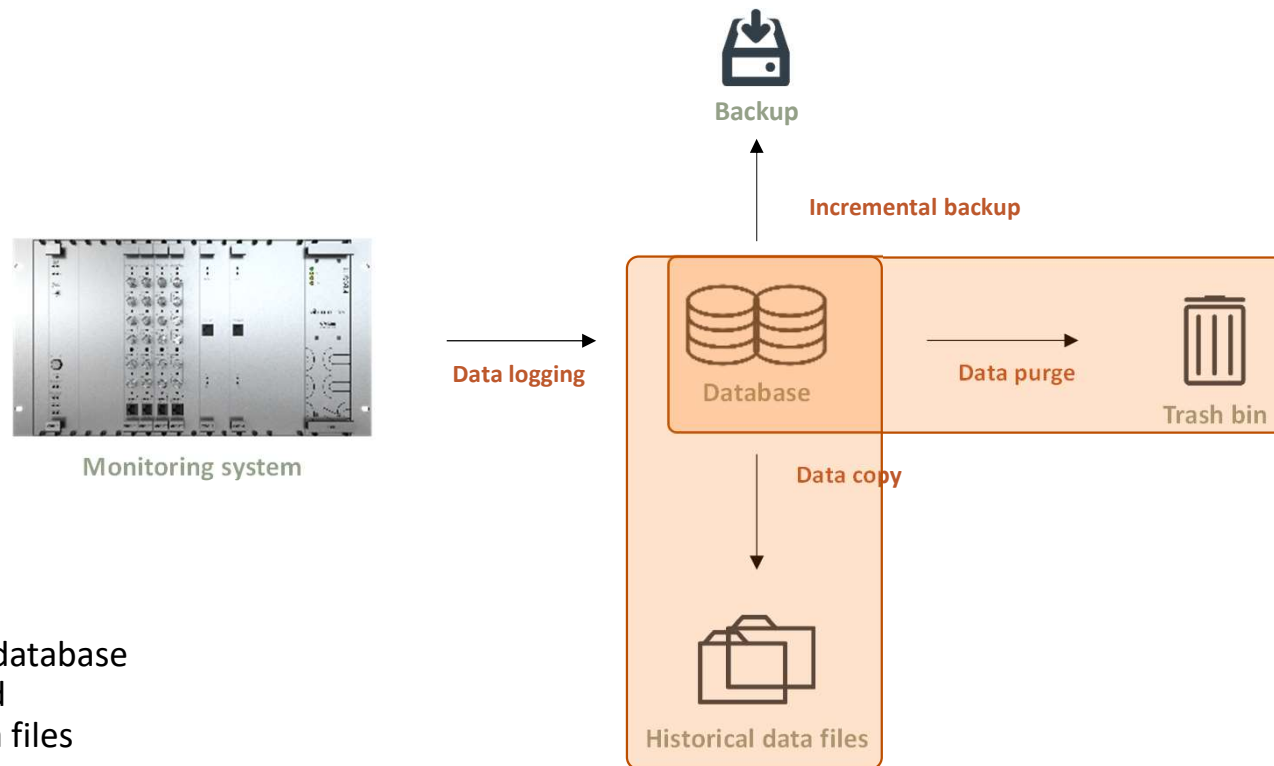 Backup
Incremental backup
Data logging
Database
Data purge
Trash bin
Monitoring system
Data copy
database
files
Historical data files